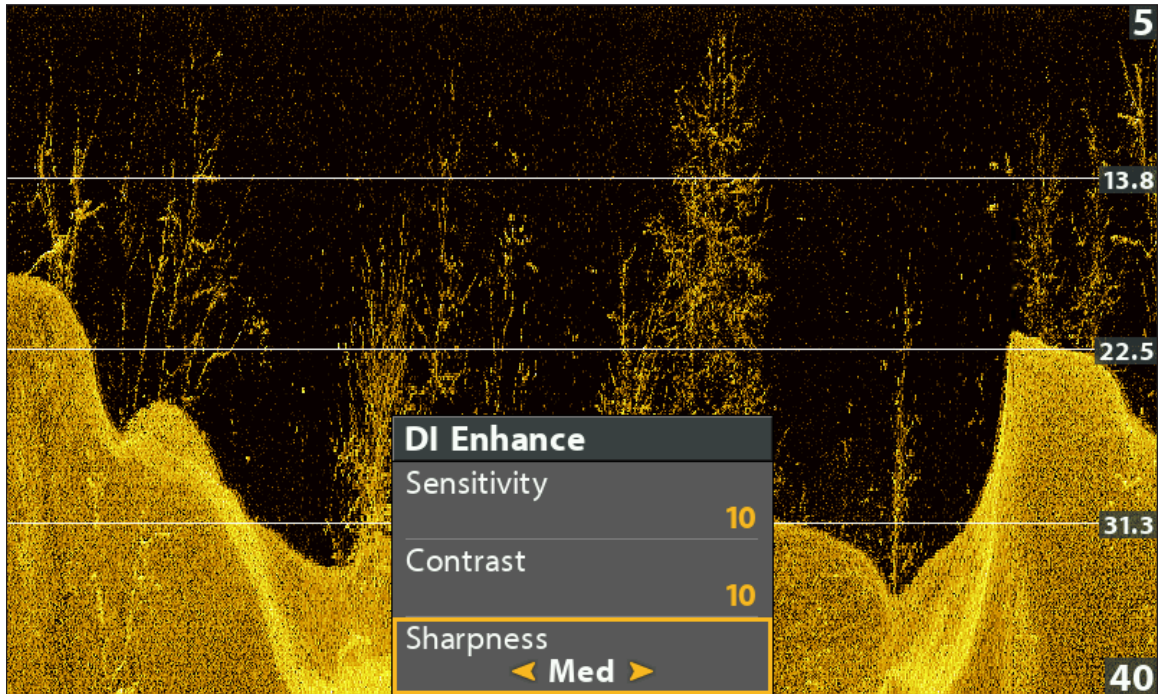 5
13.8
22.5
DI Enhance
Sensitivity
10
31.3
Contrast
10
Sharpness
Med
40